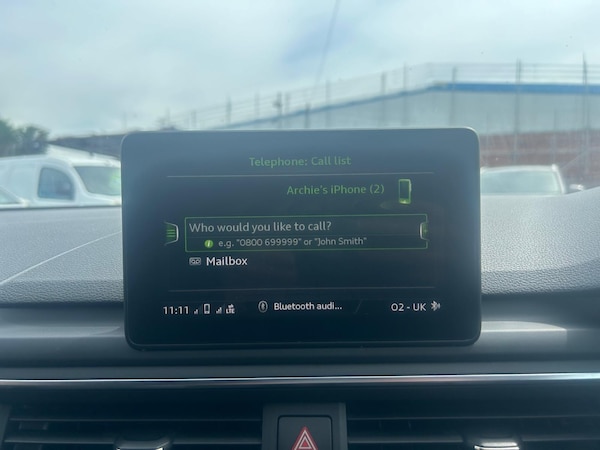 Telephone: Call list
Archie's iPhone (2)
Who would you like to call?
e.g. "0800 699999" or "John Smith"
Mailbox
11:11 LTE Bluetooth audi... O2 - UK